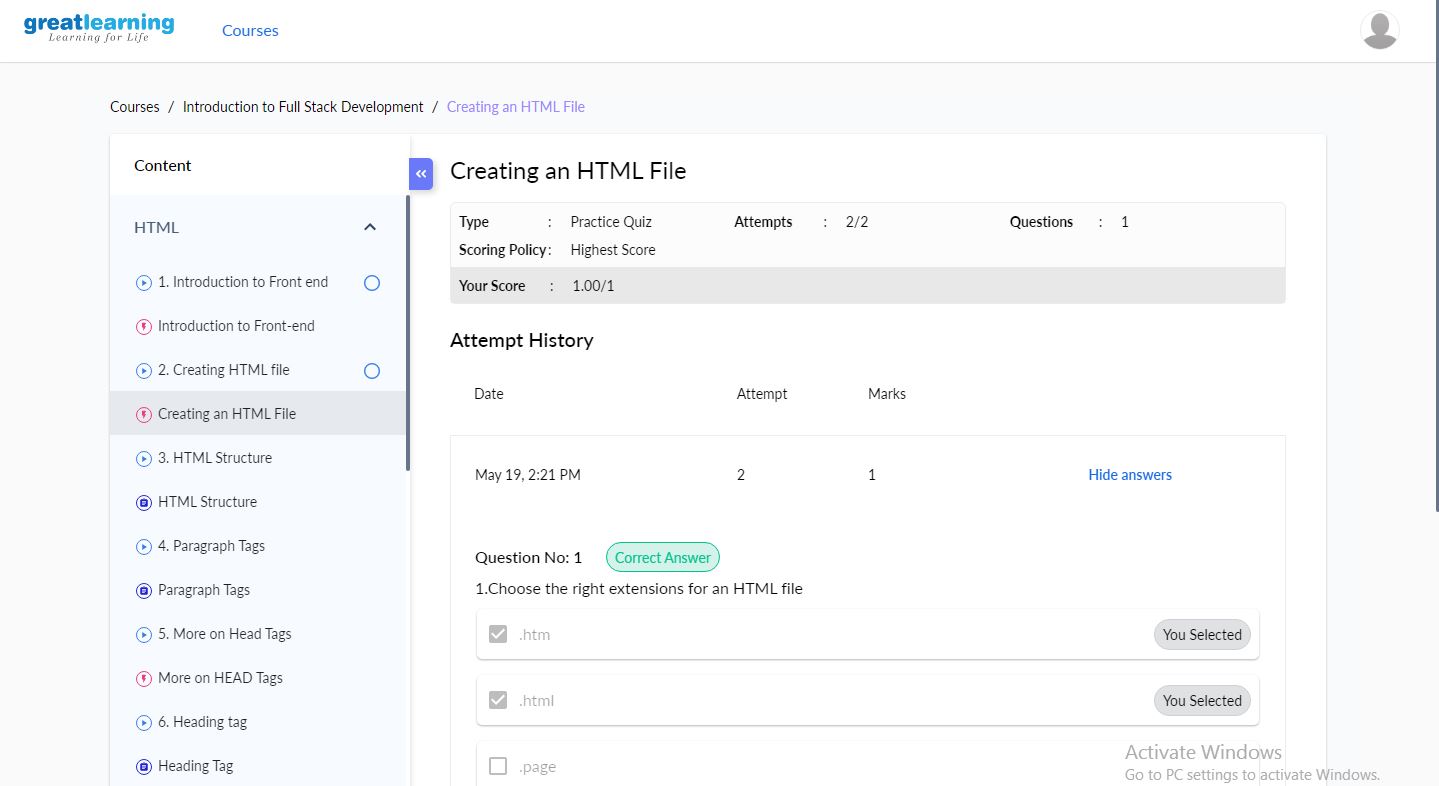 greatlearning
Learning for Life
Courses
Courses / Introduction to Full Stack Development / Creating an HTML File
Content
HTML
1. Introduction to Front end
Introduction to Front-end
2. Creating HTML file
Creating an HTML File
3. HTML Structure
HTML Structure
4. Paragraph Tags
Paragraph Tags
5. More on Head Tags
More on HEAD Tags
6. Heading tag
Heading Tag
«
Creating an HTML File
Type : Practice Quiz Attempts : 2/2 Questions : 1
Scoring Policy : Highest Score
Your Score : 1.00/1
Attempt History
Date Attempt Marks
May 19, 2:21 PM 2 1 Hide answers
Question No: 1 Correct Answer
1.Choose the right extensions for an HTML file
.htm You Selected
.html You Selected
.page
Activate Windows
Go to PC settings to activate Windows.